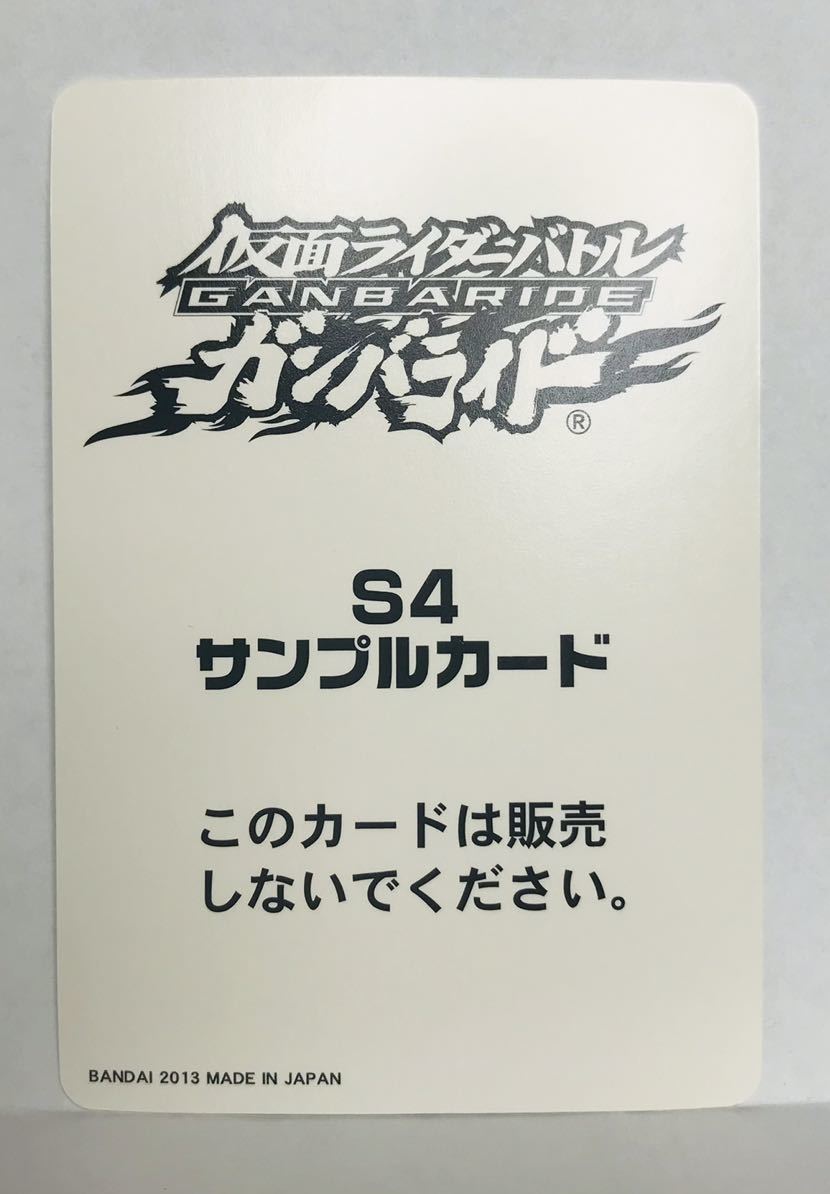 仮面ライダーバトル
GANBARIDE
ガンバライド
®
S4
サンプルカード
このカードは販売
しないでください。
BANDAI 2013 MADE IN JAPAN